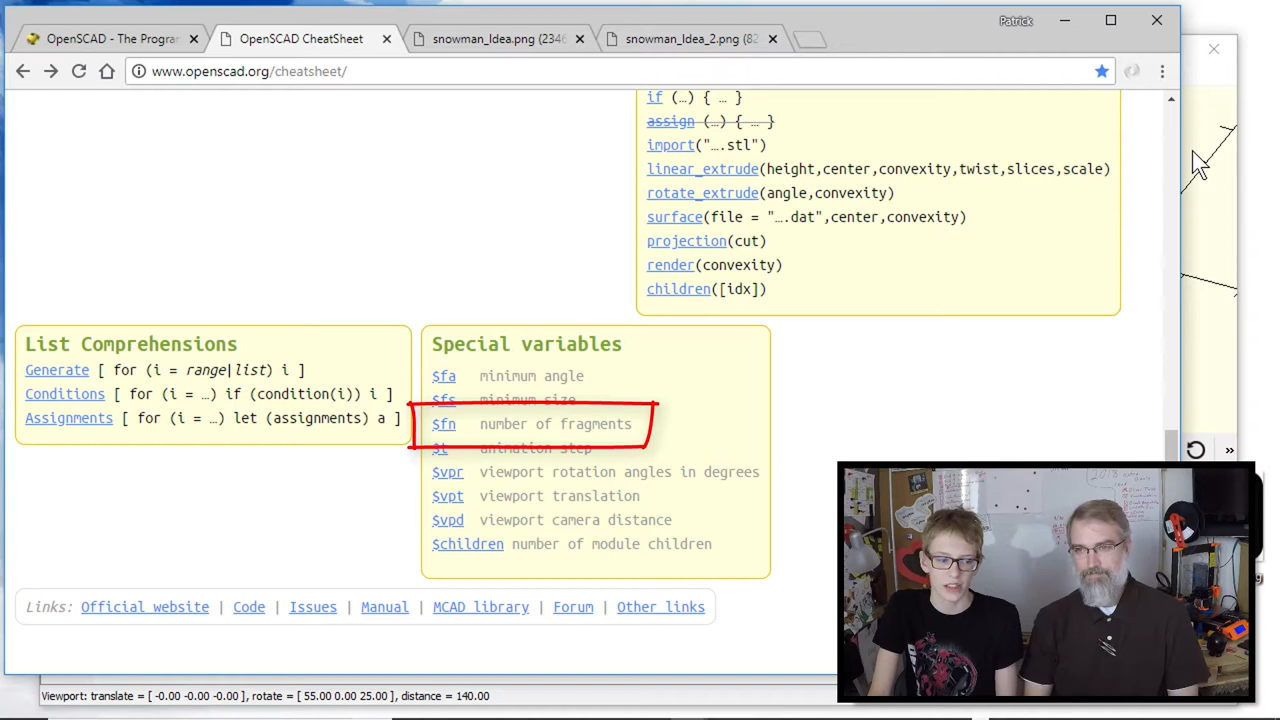 Patrick
OpenSCAD - The Progra
OpenSCAD CheatSheet
snowman_Idea.png (2346
snowman_Idea_2.png (82
www.openscad.org/cheatsheet/
if (…) { … }
assign (…) { … }
import("….stl")
linear_extrude(height,center,convexity,twist,slices,scale)
rotate_extrude(angle,convexity)
surface(file = "….dat",center,convexity)
projection(cut)
render(convexity)
children([idx])
List Comprehensions
Generate [ for (i = range|list) i ]
Conditions [ for (i = …) if (condition(i)) i ]
Assignments [ for (i = …) let (assignments) a ]
Special variables
$fa minimum angle
$fs minimum size
$fn number of fragments
$t animation step
$vpr viewport rotation angles in degrees
$vpt viewport translation
$vpd viewport camera distance
$children number of module children
Links: Official website | Code | Issues | Manual | MCAD library | Forum | Other links
Viewport: translate = [ -0.00 -0.00 -0.00 ], rotate = [ 55.00 0.00 25.00 ], distance = 140.00